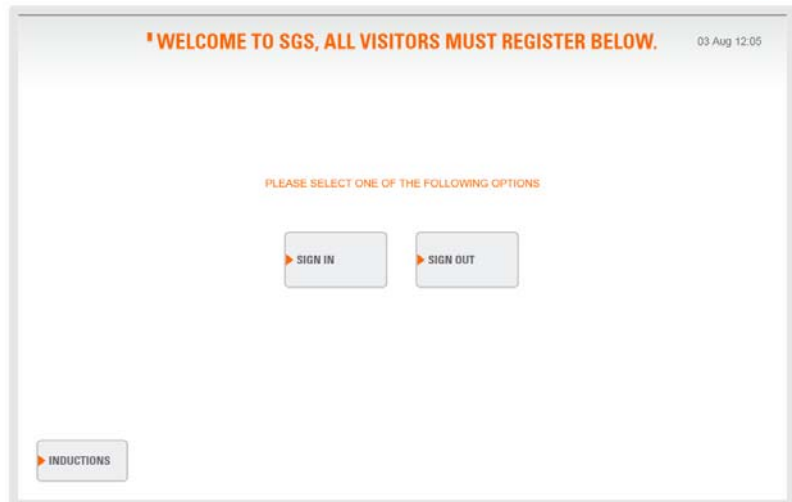 WELCOME TO SGS, ALL VISITORS MUST REGISTER BELOW.
03 Aug 12:05
PLEASE SELECT ONE OF THE FOLLOWING OPTIONS
SIGN IN
SIGN OUT
INDUCTIONS